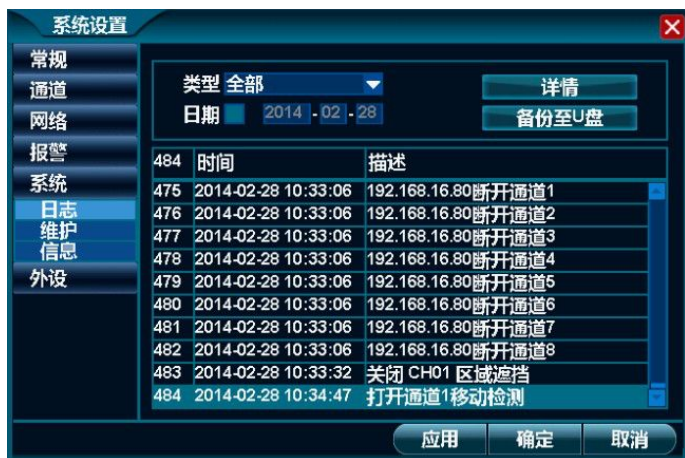 系统设置
常规
通道
网络
报警
系统
日志
维护
信息
外设
类型 全部
详情
日期 2014 - 02 - 28
备份至U盘
484 时间 描述
475 2014-02-28 10:33:06 192.168.16.80断开通道1
476 2014-02-28 10:33:06 192.168.16.80断开通道2
477 2014-02-28 10:33:06 192.168.16.80断开通道3
478 2014-02-28 10:33:06 192.168.16.80断开通道4
479 2014-02-28 10:33:06 192.168.16.80断开通道5
480 2014-02-28 10:33:06 192.168.16.80断开通道6
481 2014-02-28 10:33:06 192.168.16.80断开通道7
482 2014-02-28 10:33:06 192.168.16.80断开通道8
483 2014-02-28 10:33:32 关闭 CH01 区域遮挡
484 2014-02-28 10:34:47 打开通道1移动检测
应用 确定 取消